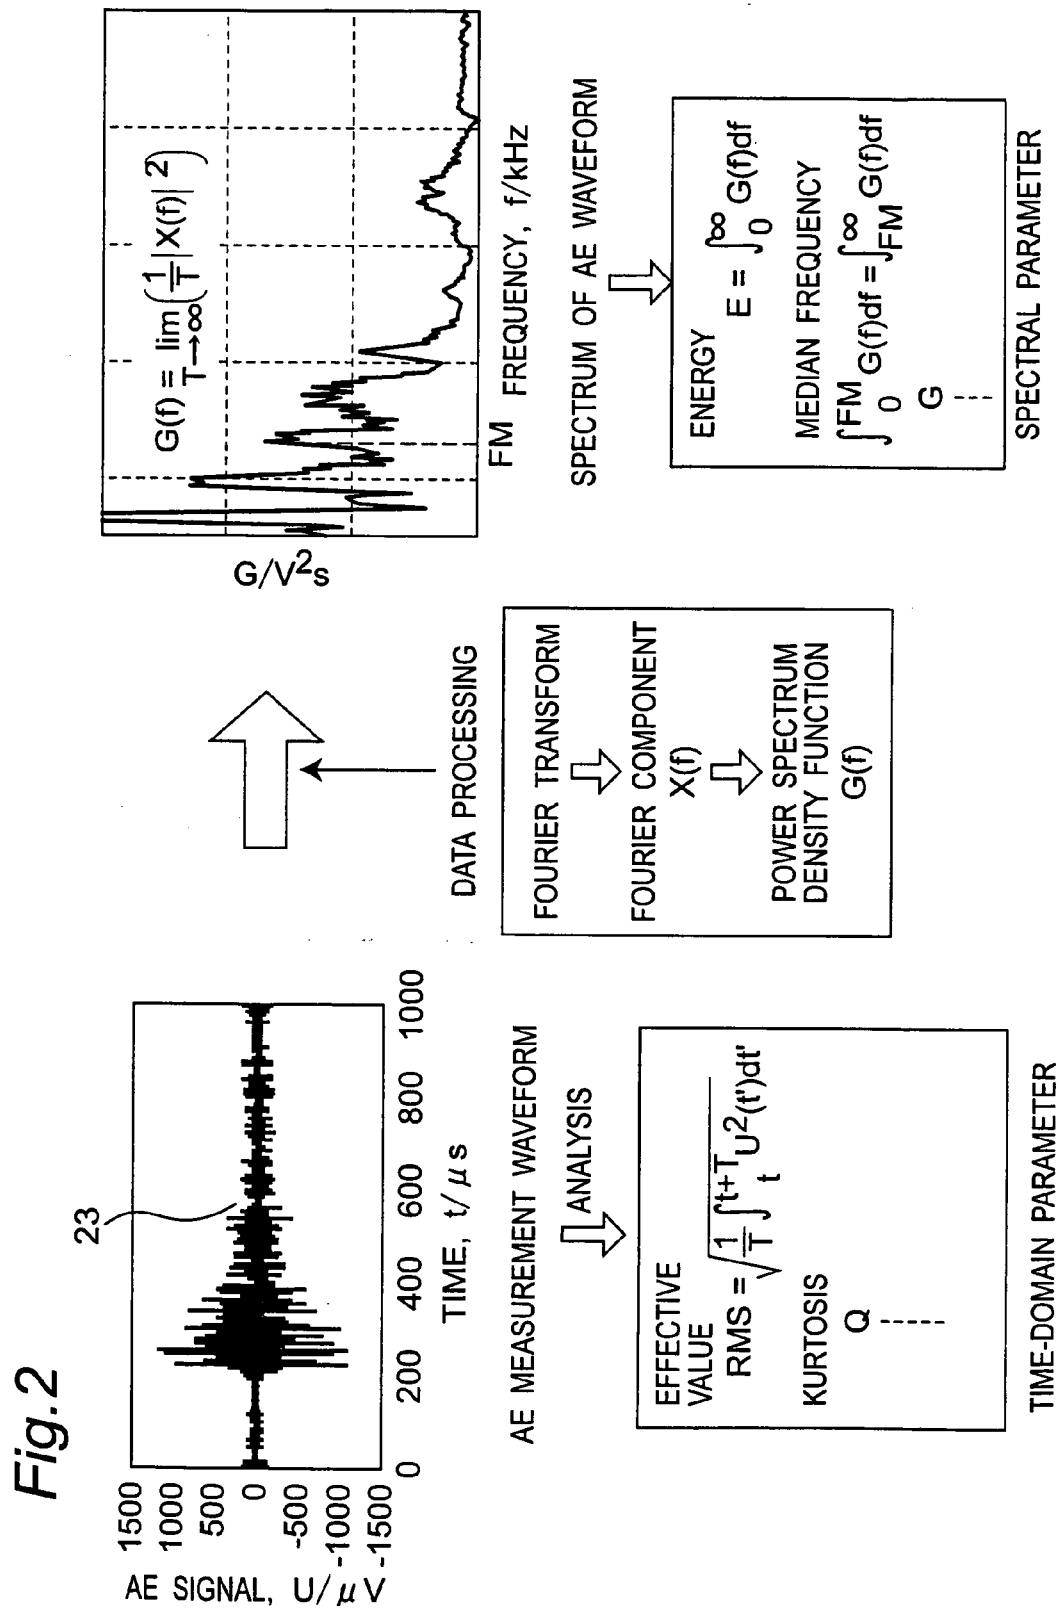 Fig.2
AE SIGNAL, U/μV
1500
1000
500
0
-500
-1000
-1500
23
0 200 400 600 800 1000
TIME, t/μs
AE MEASUREMENT WAVEFORM
ANALYSIS
EFFECTIVE
VALUE
RMS = √(1/T ∫_t^{t+T} U²(t')dt')
KURTOSIS
Q
TIME-DOMAIN PARAMETER
DATA PROCESSING
FOURIER TRANSFORM
FOURIER COMPONENT
X(f)
POWER SPECTRUM
DENSITY FUNCTION
G(f)
G/V²s
G(f) = lim T→∞ (1/T |X(f)|²)
FM FREQUENCY, f/kHz
SPECTRUM OF AE WAVEFORM
ENERGY
E = ∫_0^∞ G(f)df
MEDIAN FREQUENCY
∫_0^FM G(f)df = ∫_FM^∞ G(f)df
G
SPECTRAL PARAMETER